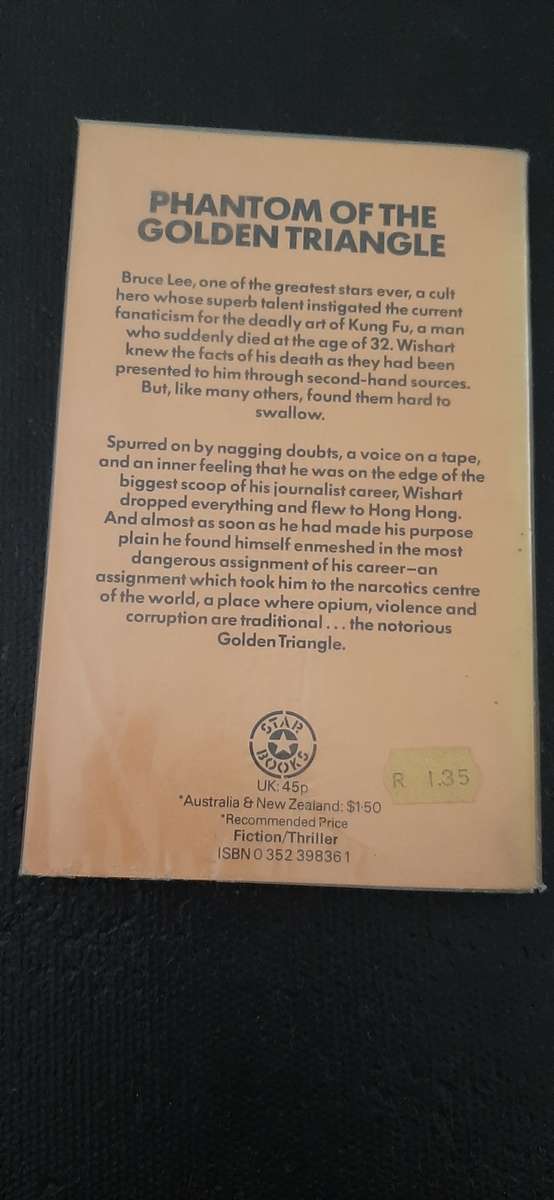 PHANTOM OF THE
GOLDEN TRIANGLE
Bruce Lee, one of the greatest stars ever, a cult
hero whose superb talent instigated the current
fanaticism for the deadly art of Kung Fu, a man
who suddenly died at the age of 32. Wishart
knew the facts of his death as they had been
presented to him through second-hand sources.
But, like many others, found them hard to
swallow.
Spurred on by nagging doubts, a voice on a tape,
and an inner feeling that he was on the edge of the
biggest scoop of his journalist career, Wishart
dropped everything and flew to Hong Hong.
And almost as soon as he had made his purpose
plain he found himself enmeshed in the most
dangerous assignment of his career—an
assignment which took him to the narcotics centre
of the world, a place where opium, violence and
corruption are traditional... the notorious
Golden Triangle.
STAR
BOOKS
UK: 45p
R 1.35
*Australia & New Zealand: $1·50
*Recommended Price
Fiction/Thriller
ISBN 0 352 398361